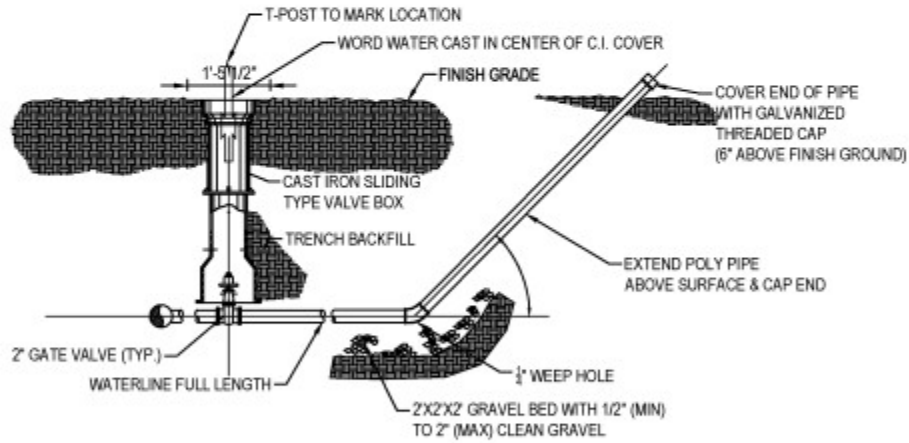 T-POST TO MARK LOCATION
WORD WATER CAST IN CENTER OF C.I. COVER
1'-5 1/2"
FINISH GRADE
COVER END OF PIPE
WITH GALVANIZED
THREADED CAP
(6" ABOVE FINISH GROUND)
CAST IRON SLIDING
TYPE VALVE BOX
TRENCH BACKFILL
EXTEND POLY PIPE
ABOVE SURFACE & CAP END
2" GATE VALVE (TYP.)
WATERLINE FULL LENGTH
WEEP HOLE
2'X2'X2' GRAVEL BED WITH 1/2" (MIN)
TO 2" (MAX) CLEAN GRAVEL